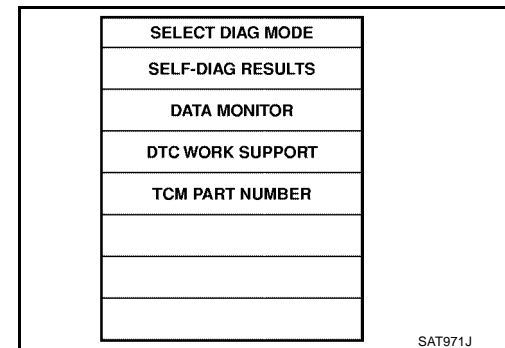 SELECT DIAG MODE
SELF-DIAG RESULTS
DATA MONITOR
DTC WORK SUPPORT
TCM PART NUMBER
SAT971J